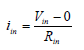 i_in = (V_in − 0) / R_in